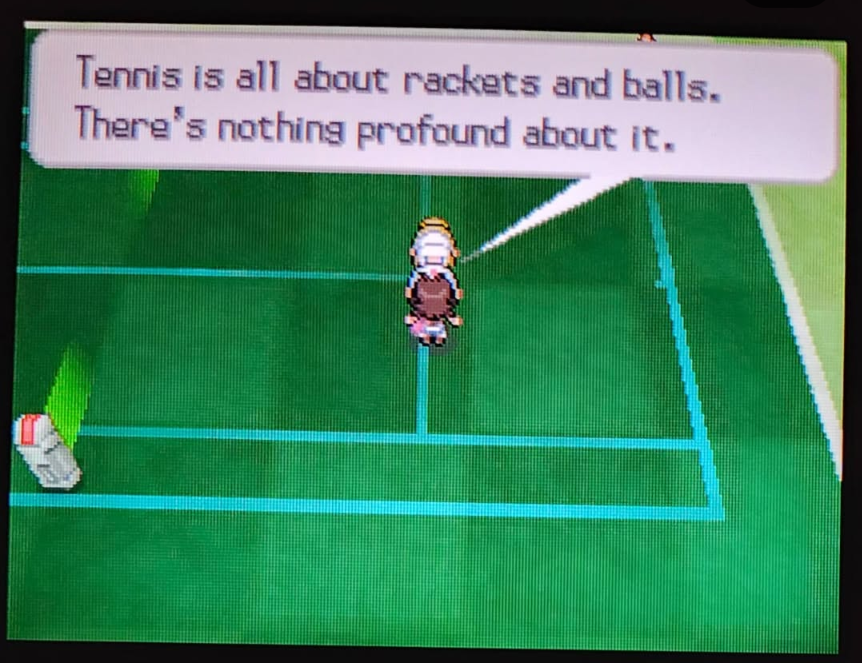 Tennis is all about rackets and balls.
There's nothing profound about it.